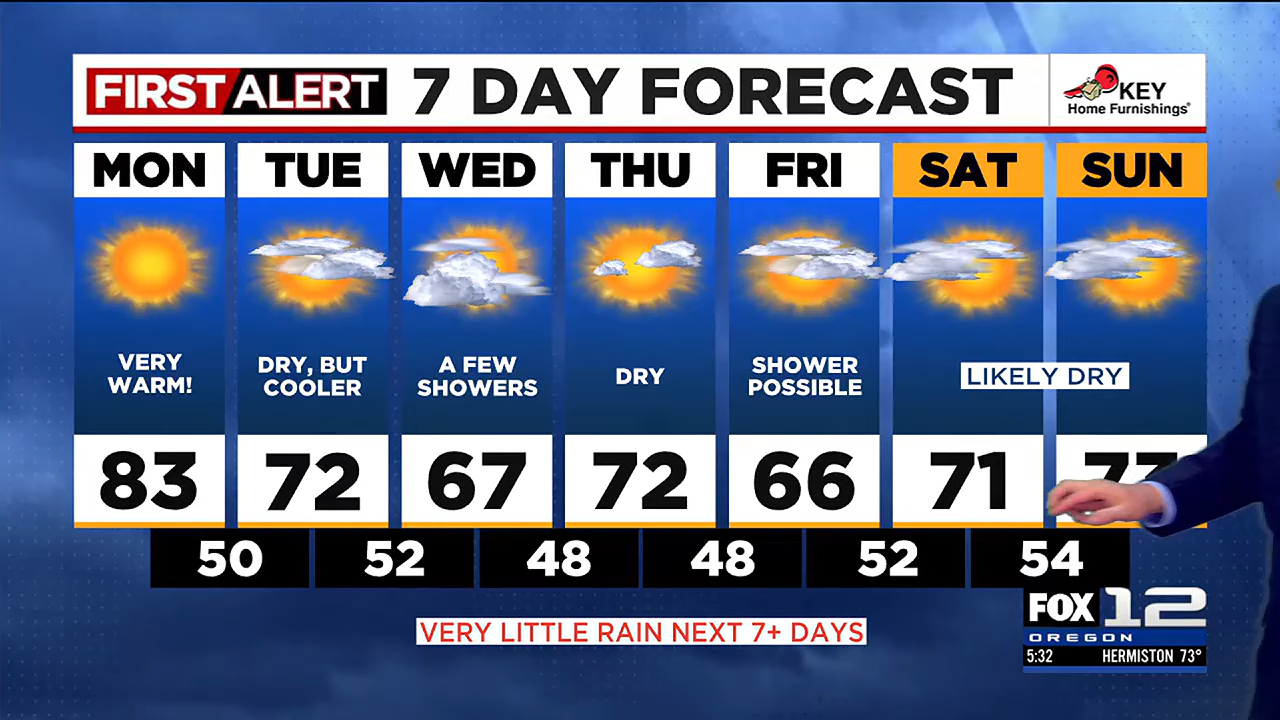 FIRST ALERT 7 DAY FORECAST
KEY
Home Furnishings®
MON TUE WED THU FRI SAT SUN
VERY
WARM!
DRY, BUT
COOLER
A FEW
SHOWERS
DRY
SHOWER
POSSIBLE
LIKELY DRY
83 72 67 72 66 71
50 52 48 48 52 54
VERY LITTLE RAIN NEXT 7+ DAYS
FOX 12
OREGON
5:32 HERMISTON 73°